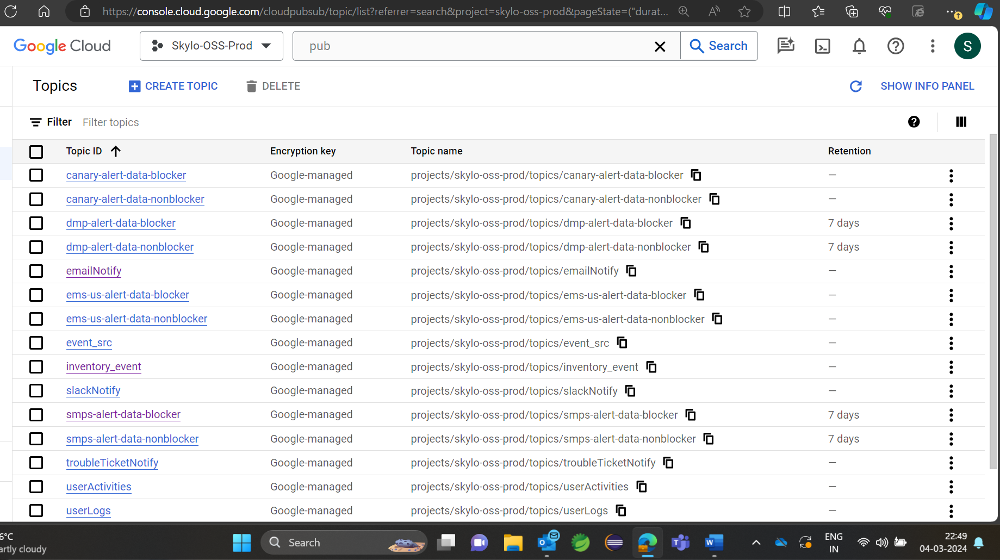 https://console.cloud.google.com/cloudpubsub/topic/list?referrer=search&project=skylo-oss-prod&pageState=("durat...
Google Cloud
Skylo-OSS-Prod
pub
Search
S
Topics
CREATE TOPIC
DELETE
SHOW INFO PANEL
Filter Filter topics
Topic ID Encryption key Topic name Retention
canary-alert-data-blocker Google-managed projects/skylo-oss-prod/topics/canary-alert-data-blocker —
canary-alert-data-nonblocker Google-managed projects/skylo-oss-prod/topics/canary-alert-data-nonblocker —
dmp-alert-data-blocker Google-managed projects/skylo-oss-prod/topics/dmp-alert-data-blocker 7 days
dmp-alert-data-nonblocker Google-managed projects/skylo-oss-prod/topics/dmp-alert-data-nonblocker 7 days
emailNotify Google-managed projects/skylo-oss-prod/topics/emailNotify —
ems-us-alert-data-blocker Google-managed projects/skylo-oss-prod/topics/ems-us-alert-data-blocker —
ems-us-alert-data-nonblocker Google-managed projects/skylo-oss-prod/topics/ems-us-alert-data-nonblocker —
event_src Google-managed projects/skylo-oss-prod/topics/event_src —
inventory_event Google-managed projects/skylo-oss-prod/topics/inventory_event —
slackNotify Google-managed projects/skylo-oss-prod/topics/slackNotify —
smps-alert-data-blocker Google-managed projects/skylo-oss-prod/topics/smps-alert-data-blocker 7 days
smps-alert-data-nonblocker Google-managed projects/skylo-oss-prod/topics/smps-alert-data-nonblocker 7 days
troubleTicketNotify Google-managed projects/skylo-oss-prod/topics/troubleTicketNotify —
userActivities Google-managed projects/skylo-oss-prod/topics/userActivities —
userLogs Google-managed projects/skylo-oss-prod/topics/userLogs —
6°C
artly cloudy
Search
ENG
IN
22:49
04-03-2024